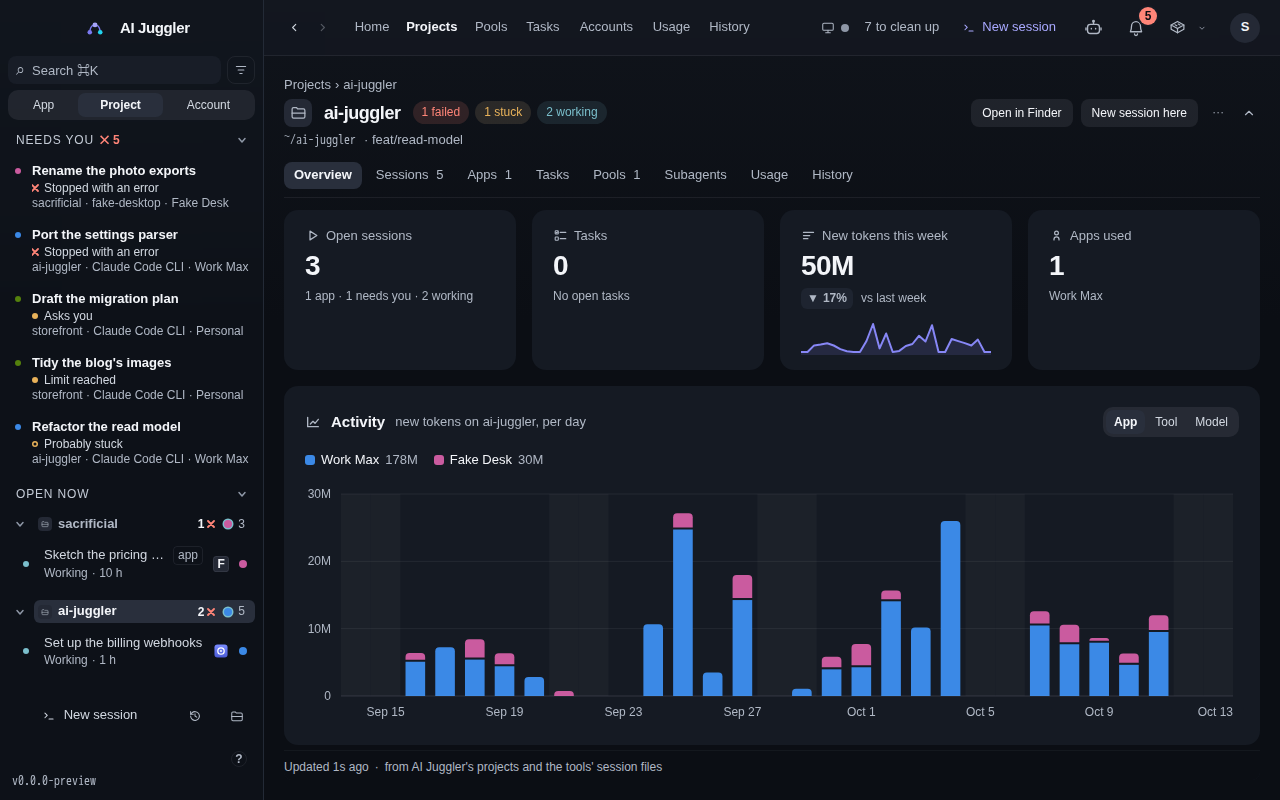 AI Juggler
Search ⌘K
App Project Account
NEEDS YOU 5
Rename the photo exports
Stopped with an error
sacrificial · fake-desktop · Fake Desk
Port the settings parser
Stopped with an error
ai-juggler · Claude Code CLI · Work Max
Draft the migration plan
Asks you
storefront · Claude Code CLI · Personal
Tidy the blog's images
Limit reached
storefront · Claude Code CLI · Personal
Refactor the read model
Probably stuck
ai-juggler · Claude Code CLI · Work Max
OPEN NOW
sacrificial 1 3
Sketch the pricing … app F
Working · 10 h
ai-juggler 2 5
Set up the billing webhooks
Working · 1 h
New session
?
v0.0.0-preview
Home Projects Pools Tasks Accounts Usage History 7 to clean up New session 5 S
Projects › ai-juggler
ai-juggler 1 failed 1 stuck 2 working Open in Finder New session here ···
~/ai-juggler · feat/read-model
Overview Sessions 5 Apps 1 Tasks Pools 1 Subagents Usage History
Open sessions
3
1 app · 1 needs you · 2 working
Tasks
0
No open tasks
New tokens this week
50M
▼ 17% vs last week
Apps used
1
Work Max
Activity new tokens on ai-juggler, per day App Tool Model
Work Max 178M Fake Desk 30M
30M
20M
10M
0
Sep 15 Sep 19 Sep 23 Sep 27 Oct 1 Oct 5 Oct 9 Oct 13
Updated 1s ago · from AI Juggler's projects and the tools' session files